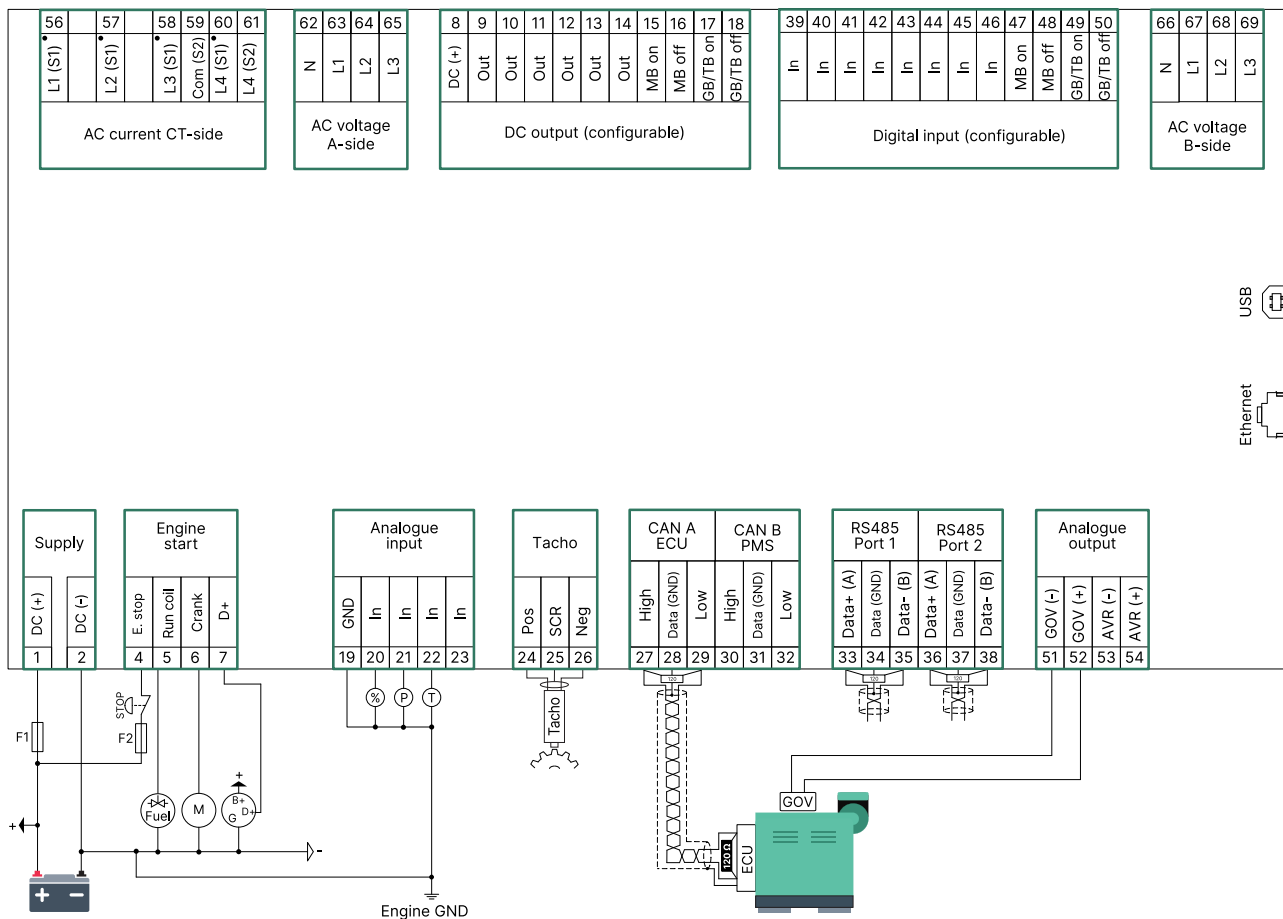 56 57 58 59 60 61
L1 (S1) L2 (S1) L3 (S1) Com (S2) L4 (S1) L4 (S2)
AC current CT-side
62 63 64 65
N L1 L2 L3
AC voltage
A-side
8 9 10 11 12 13 14 15 16 17 18
DC (+) Out Out Out Out Out Out MB on MB off GB/TB on GB/TB off
DC output (configurable)
39 40 41 42 43 44 45 46 47 48 49 50
In In In In In In In In MB on MB off GB/TB on GB/TB off
Digital input (configurable)
66 67 68 69
N L1 L2 L3
AC voltage
B-side
USB
Ethernet
Supply
DC (+) DC (-)
1 2
Engine
start
E. stop Run coil Crank D+
4 5 6 7
Analogue
input
GND In In In In
19 20 21 22 23
Tacho
Pos SCR Neg
24 25 26
CAN A
ECU
High Data (GND) Low
27 28 29
CAN B
PMS
High Data (GND) Low
30 31 32
RS485
Port 1
Data+ (A) Data (GND) Data- (B)
33 34 35
RS485
Port 2
Data+ (A) Data (GND) Data- (B)
36 37 38
Analogue
output
GOV (-) GOV (+) AVR (-) AVR (+)
51 52 53 54
120
120
120
STOP
F1
F2
% P T
Tacho
Fuel
M
+
B+
D+
G
+
-
+ -
Engine GND
GOV
120 Ω
ECU